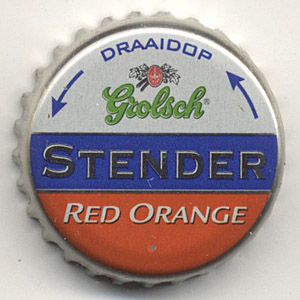 DRAAIDOP
Grolsch®
STENDER
RED ORANGE